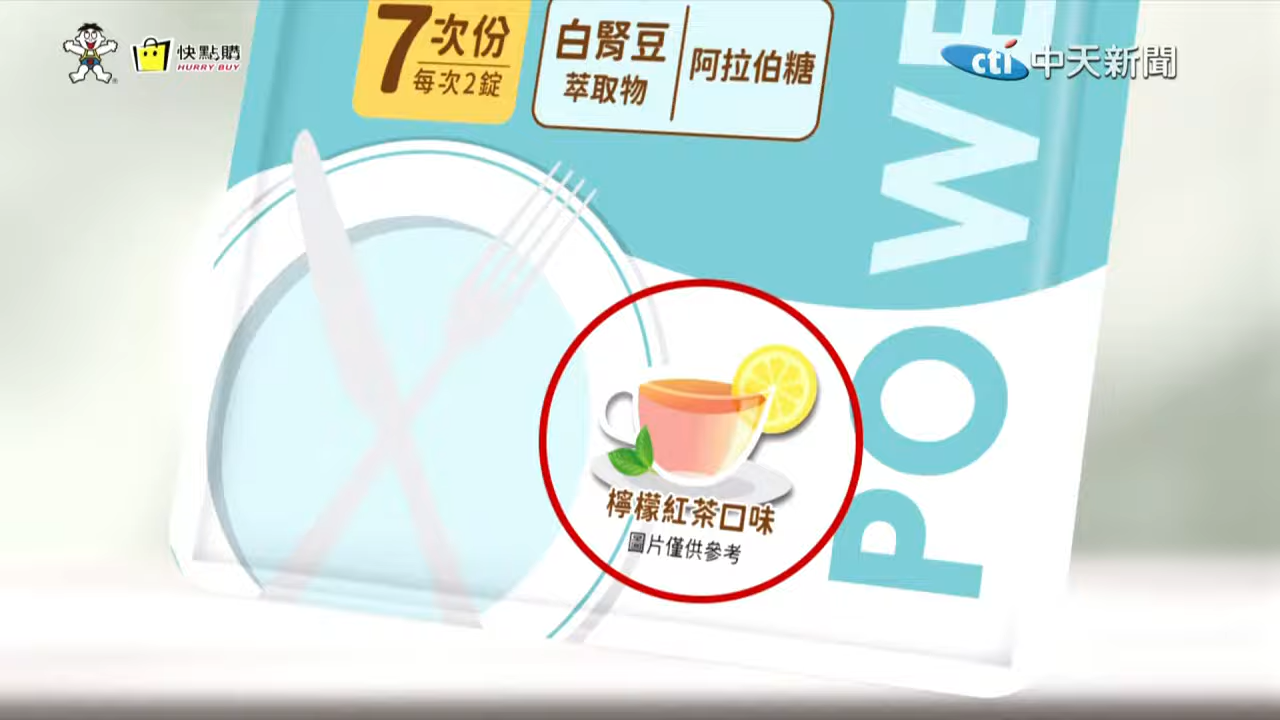 快點購
HURRY BUY
cti 中天新聞
7次份
每次2錠
白腎豆
萃取物
阿拉伯糖
POWE
檸檬紅茶口味
圖片僅供參考